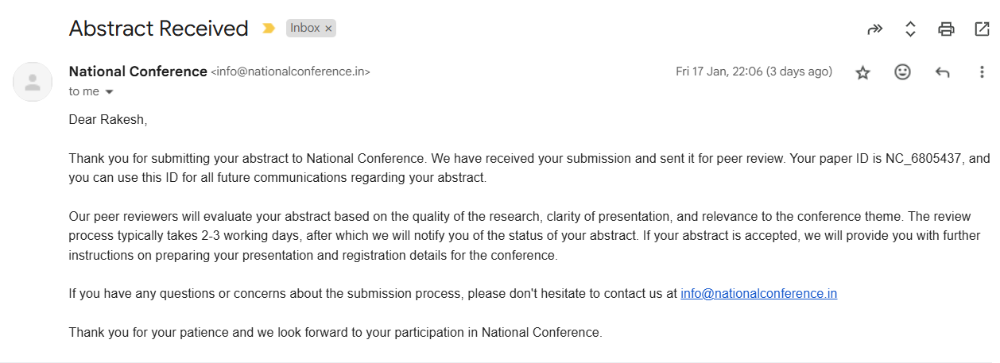 Abstract Received Inbox ×
National Conference <info@nationalconference.in> Fri 17 Jan, 22:06 (3 days ago)
to me
Dear Rakesh,
Thank you for submitting your abstract to National Conference. We have received your submission and sent it for peer review. Your paper ID is NC_6805437, and
you can use this ID for all future communications regarding your abstract.
Our peer reviewers will evaluate your abstract based on the quality of the research, clarity of presentation, and relevance to the conference theme. The review
process typically takes 2-3 working days, after which we will notify you of the status of your abstract. If your abstract is accepted, we will provide you with further
instructions on preparing your presentation and registration details for the conference.
If you have any questions or concerns about the submission process, please don't hesitate to contact us at info@nationalconference.in
Thank you for your patience and we look forward to your participation in National Conference.